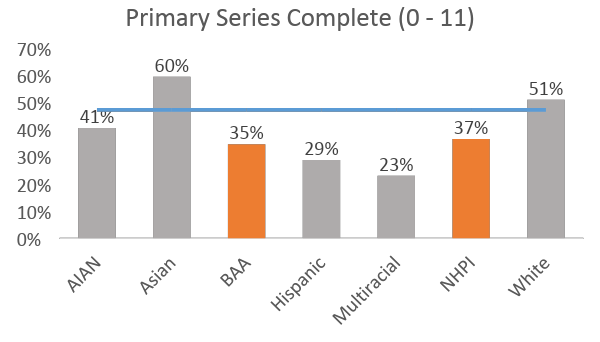 Primary Series Complete (0 - 11)
70%
60%
50%
40%
30%
20%
10%
0%
41%
60%
35%
29%
23%
37%
51%
AIAN
Asian
BAA
Hispanic
Multiracial
NHPI
White